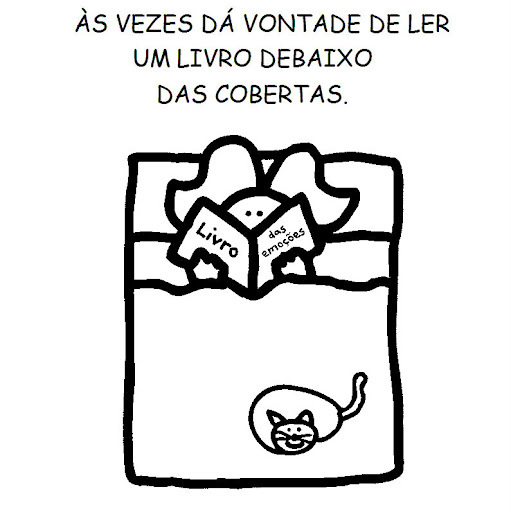 ÀS VEZES DÁ VONTADE DE LER
UM LIVRO DEBAIXO
DAS COBERTAS.
Livro
das
emoções